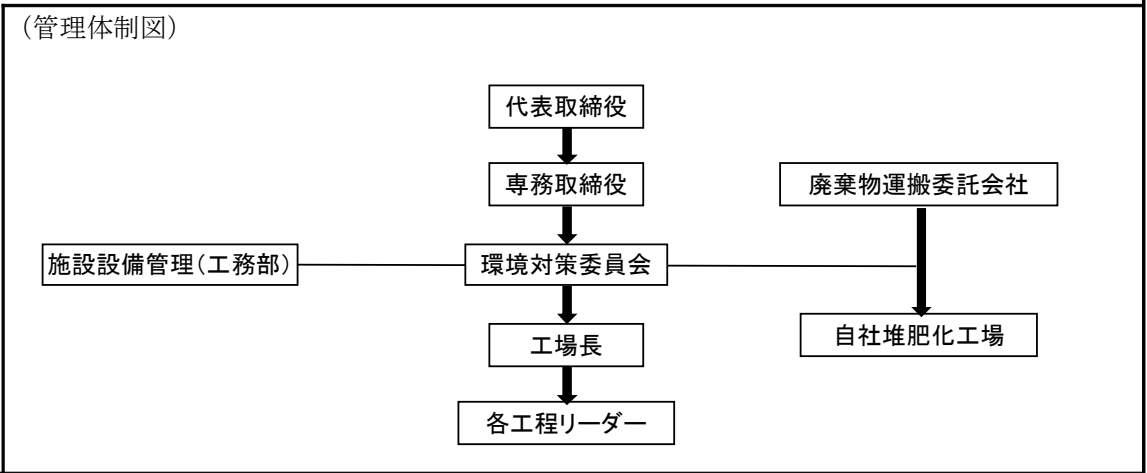 （管理体制図）
代表取締役
専務取締役
廃棄物運搬委託会社
施設設備管理（工務部）
環境対策委員会
工場長
自社堆肥化工場
各工程リーダー